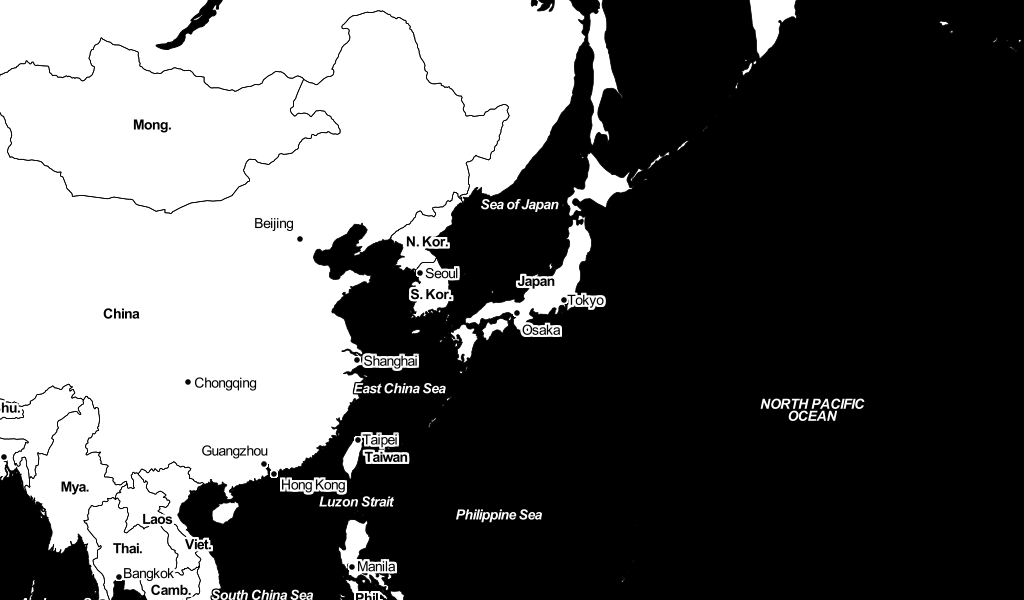 Mong.
Sea of Japan
Beijing
N. Kor.
Seoul
Japan
S. Kor.
Tokyo
China
Osaka
Shanghai
Chongqing
East China Sea
hu.
NORTH PACIFIC
OCEAN
Taipei
Guangzhou
Taiwan
Hong Kong
Mya.
Luzon Strait
Philippine Sea
Laos
Viet.
Thai.
Manila
Bangkok
Camb.
South China Sea
Phil.